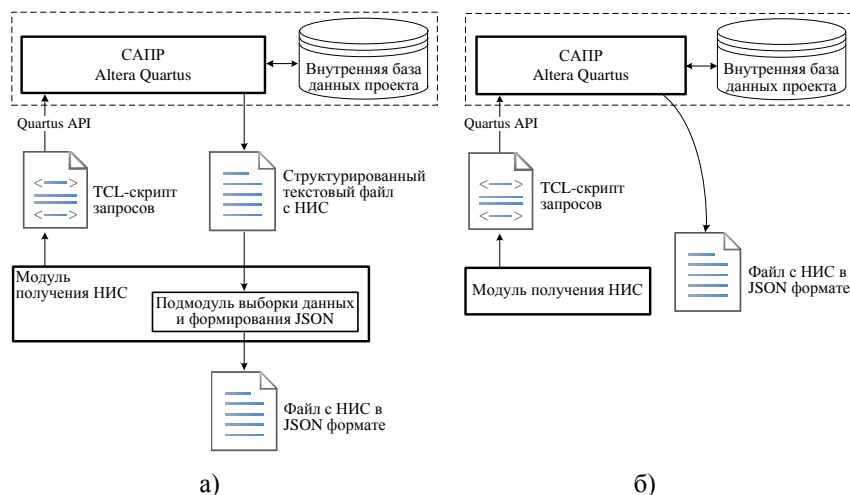 САПР
Altera Quartus
Внутренняя база
данных проекта
Quartus API
TCL-скрипт
запросов
Структурированный
текстовый файл
с НИС
Модуль
получения НИС
Подмодуль выборки данных
и формирования JSON
Файл с НИС в
JSON формате
а)
САПР
Altera Quartus
Внутренняя база
данных проекта
Quartus API
TCL-скрипт
запросов
Модуль получения НИС
Файл с НИС в
JSON формате
б)